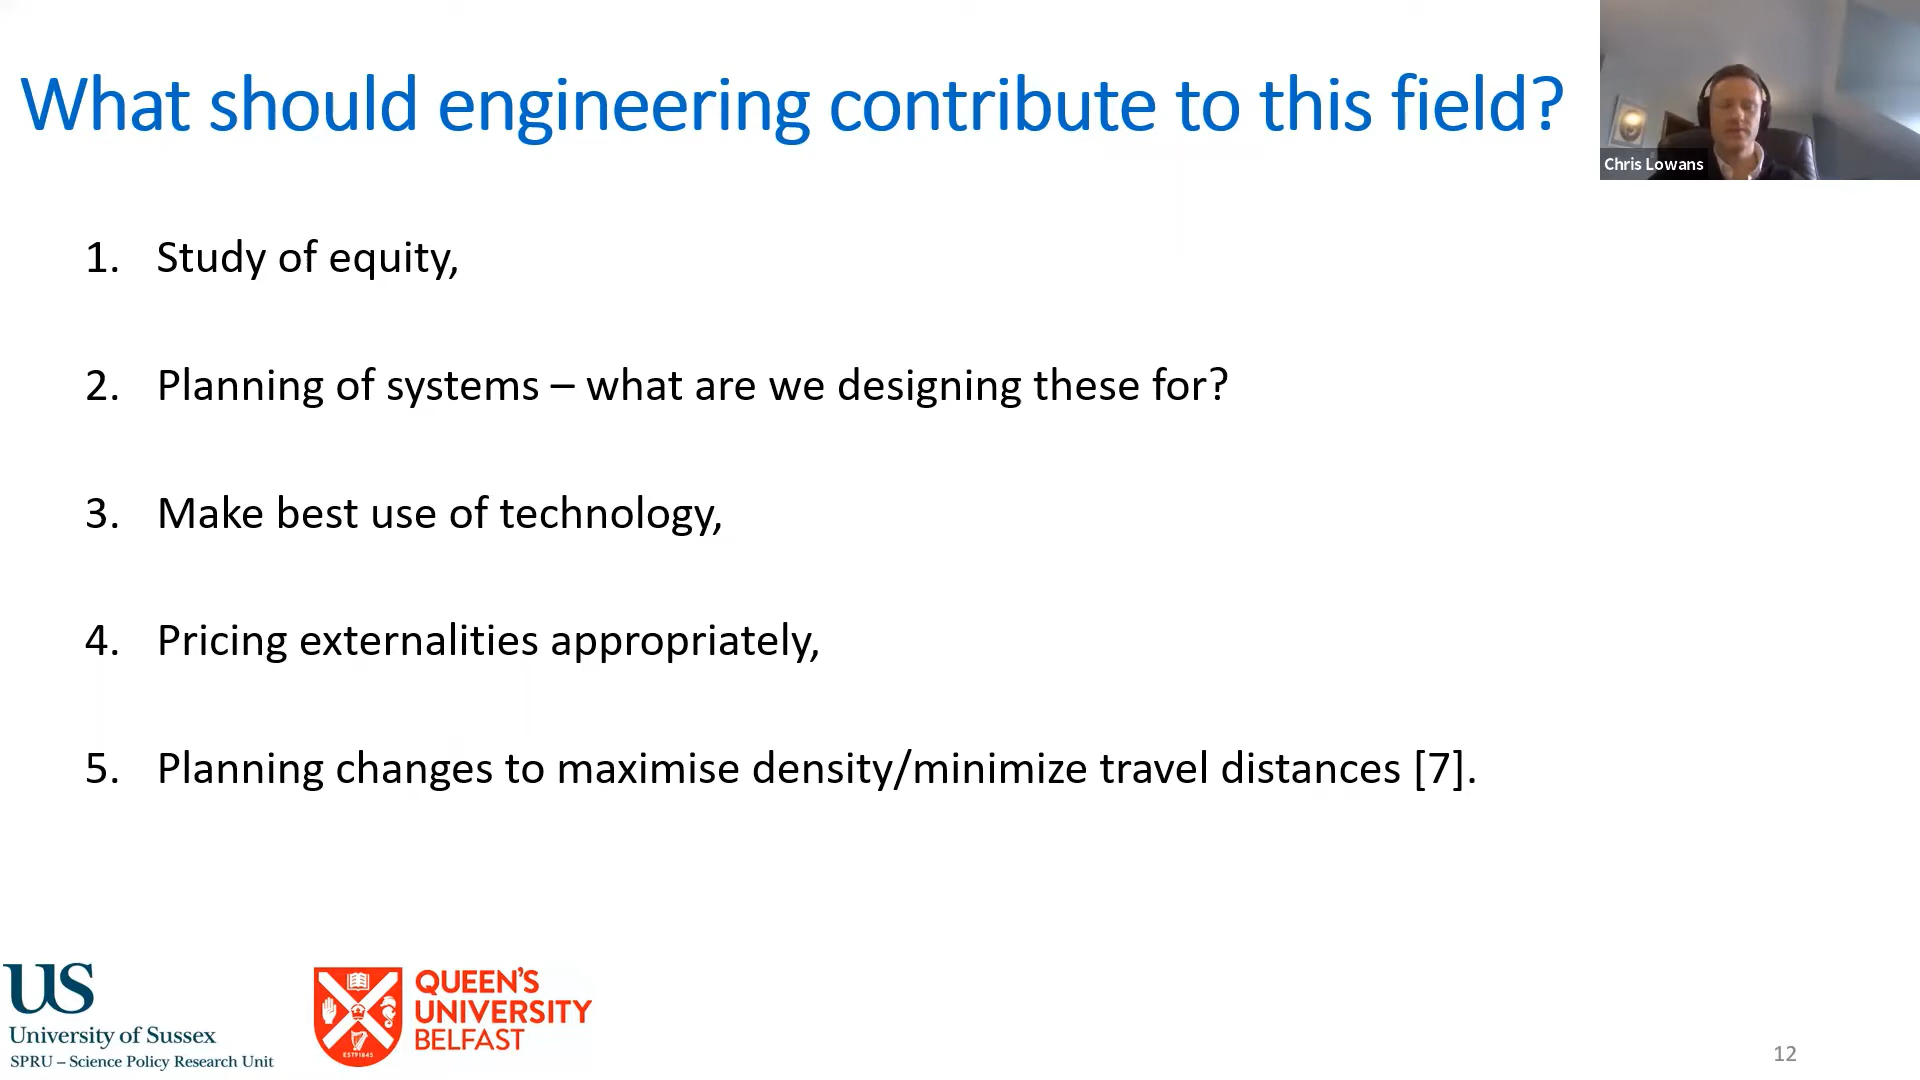 What should engineering contribute to this field?
Chris Lowans
1. Study of equity,
2. Planning of systems – what are we designing these for?
3. Make best use of technology,
4. Pricing externalities appropriately,
5. Planning changes to maximise density/minimize travel distances [7].
US
University of Sussex
SPRU – Science Policy Research Unit
QUEEN'S
UNIVERSITY
BELFAST
ESTD1845
12